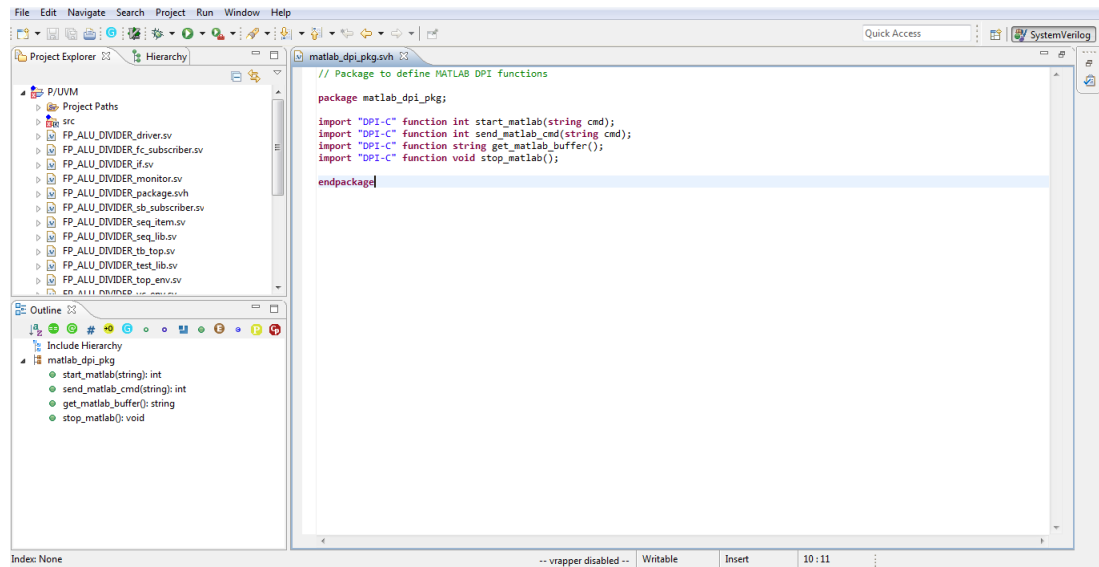 File Edit Navigate Search Project Run Window Help
Quick Access
SystemVerilog
Project Explorer
Hierarchy
P/UVM
Project Paths
src
FP_ALU_DIVIDER_driver.sv
FP_ALU_DIVIDER_fc_subscriber.sv
FP_ALU_DIVIDER_if.sv
FP_ALU_DIVIDER_monitor.sv
FP_ALU_DIVIDER_package.svh
FP_ALU_DIVIDER_sb_subscriber.sv
FP_ALU_DIVIDER_seq_item.sv
FP_ALU_DIVIDER_seq_lib.sv
FP_ALU_DIVIDER_tb_top.sv
FP_ALU_DIVIDER_test_lib.sv
FP_ALU_DIVIDER_top_env.sv
Outline
Include Hierarchy
matlab_dpi_pkg
start_matlab(string): int
send_matlab_cmd(string): int
get_matlab_buffer(): string
stop_matlab(): void
matlab_dpi_pkg.svh
// Package to define MATLAB DPI functions
package matlab_dpi_pkg;
import "DPI-C" function int start_matlab(string cmd);
import "DPI-C" function int send_matlab_cmd(string cmd);
import "DPI-C" function string get_matlab_buffer();
import "DPI-C" function void stop_matlab();
endpackage
Index: None
-- vrapper disabled --
Writable
Insert
10 : 11